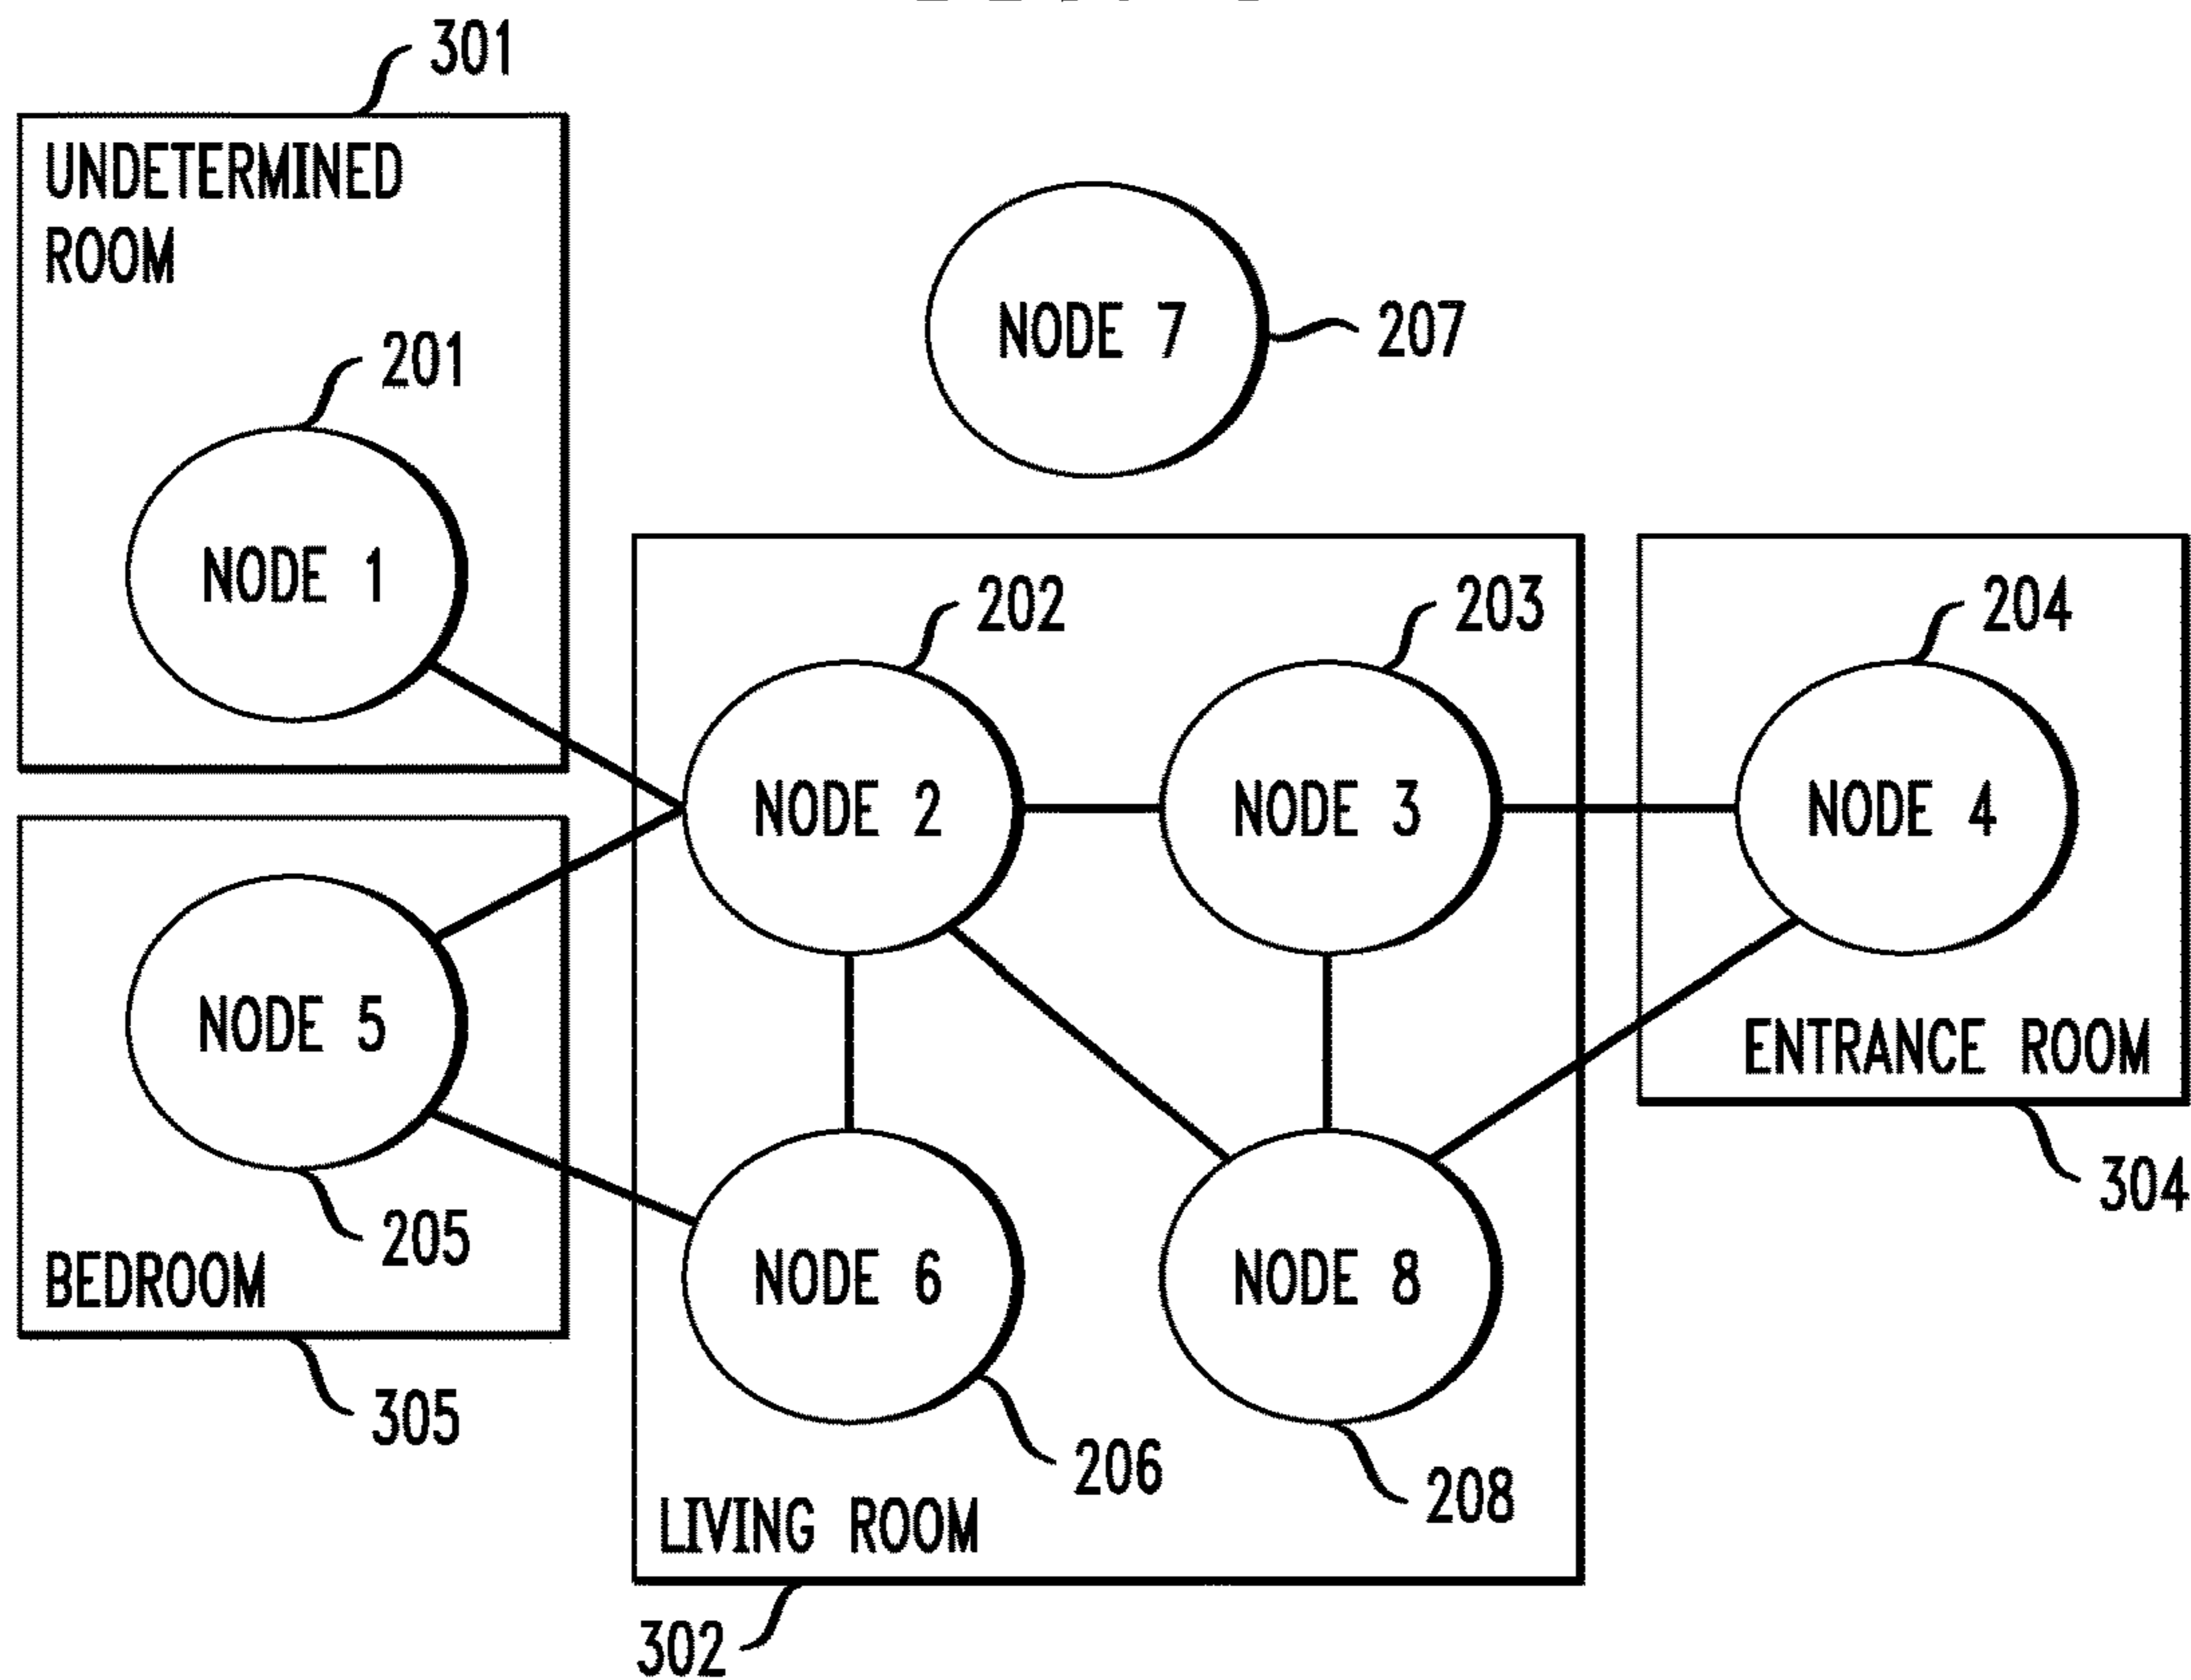 301
UNDETERMINED
ROOM
201
NODE 1
NODE 7
207
202
203
204
NODE 2
NODE 3
NODE 4
NODE 5
ENTRANCE ROOM
304
205
BEDROOM
305
NODE 6
NODE 8
206
208
LIVING ROOM
302